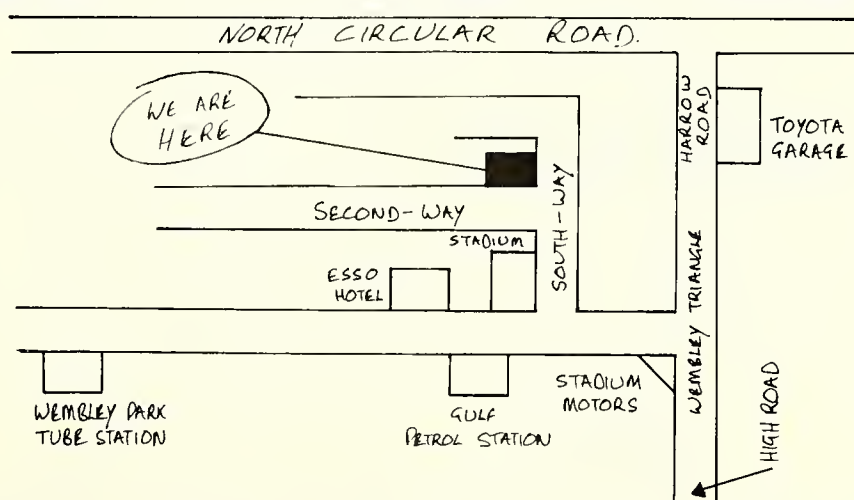 NORTH CIRCULAR ROAD.
WE ARE
HERE
HARROW
ROAD
TOYOTA
GARAGE
SECOND-WAY
SOUTH-WAY
STADIUM
ESSO
HOTEL
WEMBLEY TRIANGLE
WEMBLEY PARK
TUBE STATION
GULF
PETROL STATION
STADIUM
MOTORS
HIGH ROAD